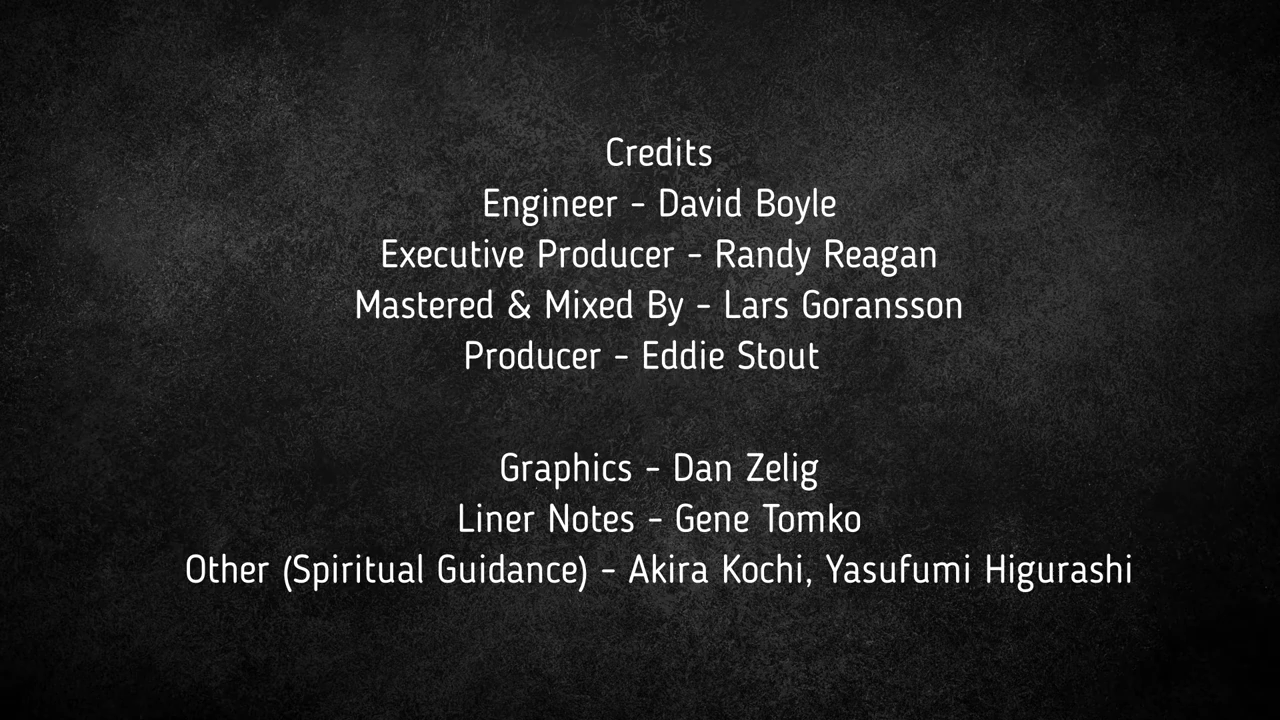 Credits
Engineer - David Boyle
Executive Producer - Randy Reagan
Mastered & Mixed By - Lars Goransson
Producer - Eddie Stout
Graphics - Dan Zelig
Liner Notes - Gene Tomko
Other (Spiritual Guidance) - Akira Kochi, Yasufumi Higurashi